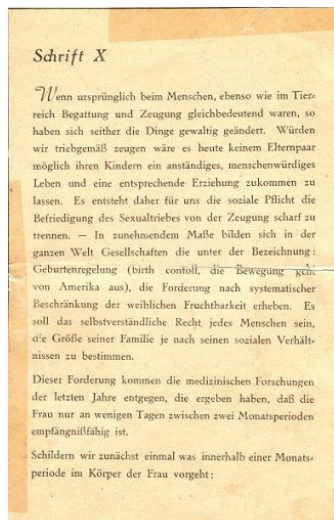 Schrift X
Wenn ursprünglich beim Menschen, ebenso wie im Tier-
reich Begattung und Zeugung gleichbedeutend waren, so
haben sich seither die Dinge gewaltig geändert. Würden
wir triebgemäß zeugen wäre es heute keinem Elternpaar
möglich ihren Kindern ein anständiges, menschenwürdiges
Leben und eine entsprechende Erziehung zukommen zu
lassen. Es entsteht daher für uns die soziale Pflicht die
Befriedigung des Sexualtriebes von der Zeugung scharf zu
trennen. — In zunehmendem Maße bilden sich in der
ganzen Welt Gesellschaften die unter der Bezeichnung:
Geburtenregelung (birth contoll, die Bewegung geht
von Amerika aus), die Forderung nach systematischer
Beschränkung der weiblichen Fruchtbarkeit erheben. Es
soll das selbstverständliche Recht jedes Menschen sein,
die Größe seiner Familie je nach seinen sozialen Verhält-
nissen zu bestimmen.
Dieser Forderung kommen die medizinischen Forschungen
der letzten Jahre entgegen, die ergeben haben, daß die
Frau nur an wenigen Tagen zwischen zwei Monatsperioden
empfängnißfähig ist.
Schildern wir zunächst einmal was innerhalb einer Monats-
periode im Körper der Frau vorgeht: